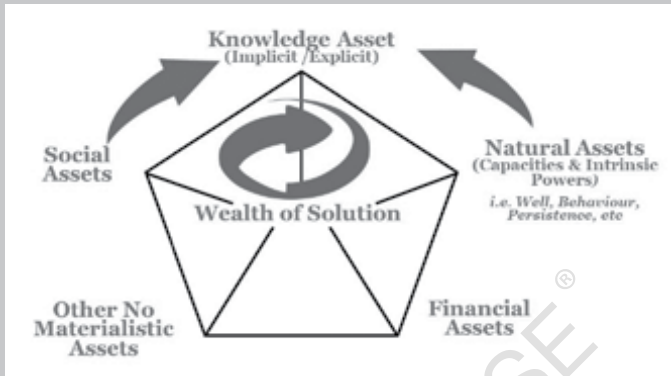 Knowledge Asset
(Implicit /Explicit)
Social
Assets
Natural Assets
(Capacities & Intrinsic
Powers)
i.e. Well, Behaviour,
Persistence, etc
Wealth of Solution
Other No
Materialistic
Assets
Financial
Assets
SE®